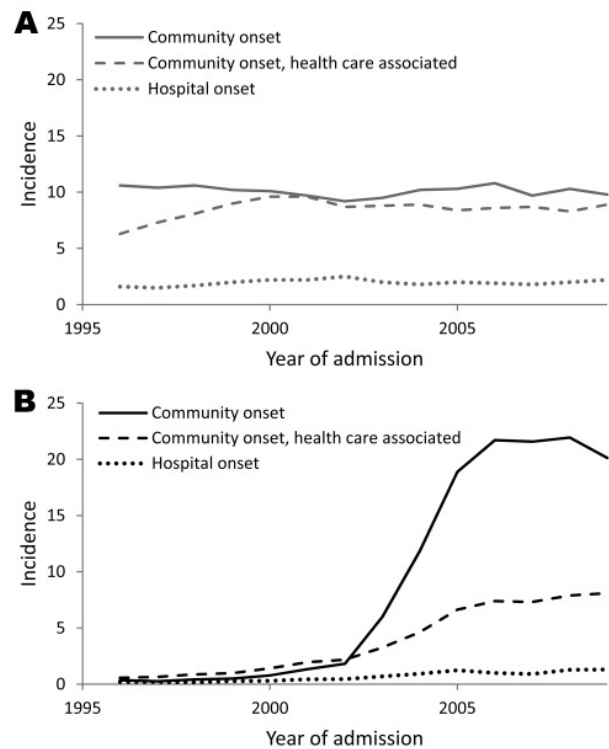 A
25
Community onset
Community onset, health care associated
20
Hospital onset
15
Incidence
10
5
0
1995
2000
2005
Year of admission
B
25
Community onset
Community onset, health care associated
20
Hospital onset
15
Incidence
10
5
0
1995
2000
2005
Year of admission